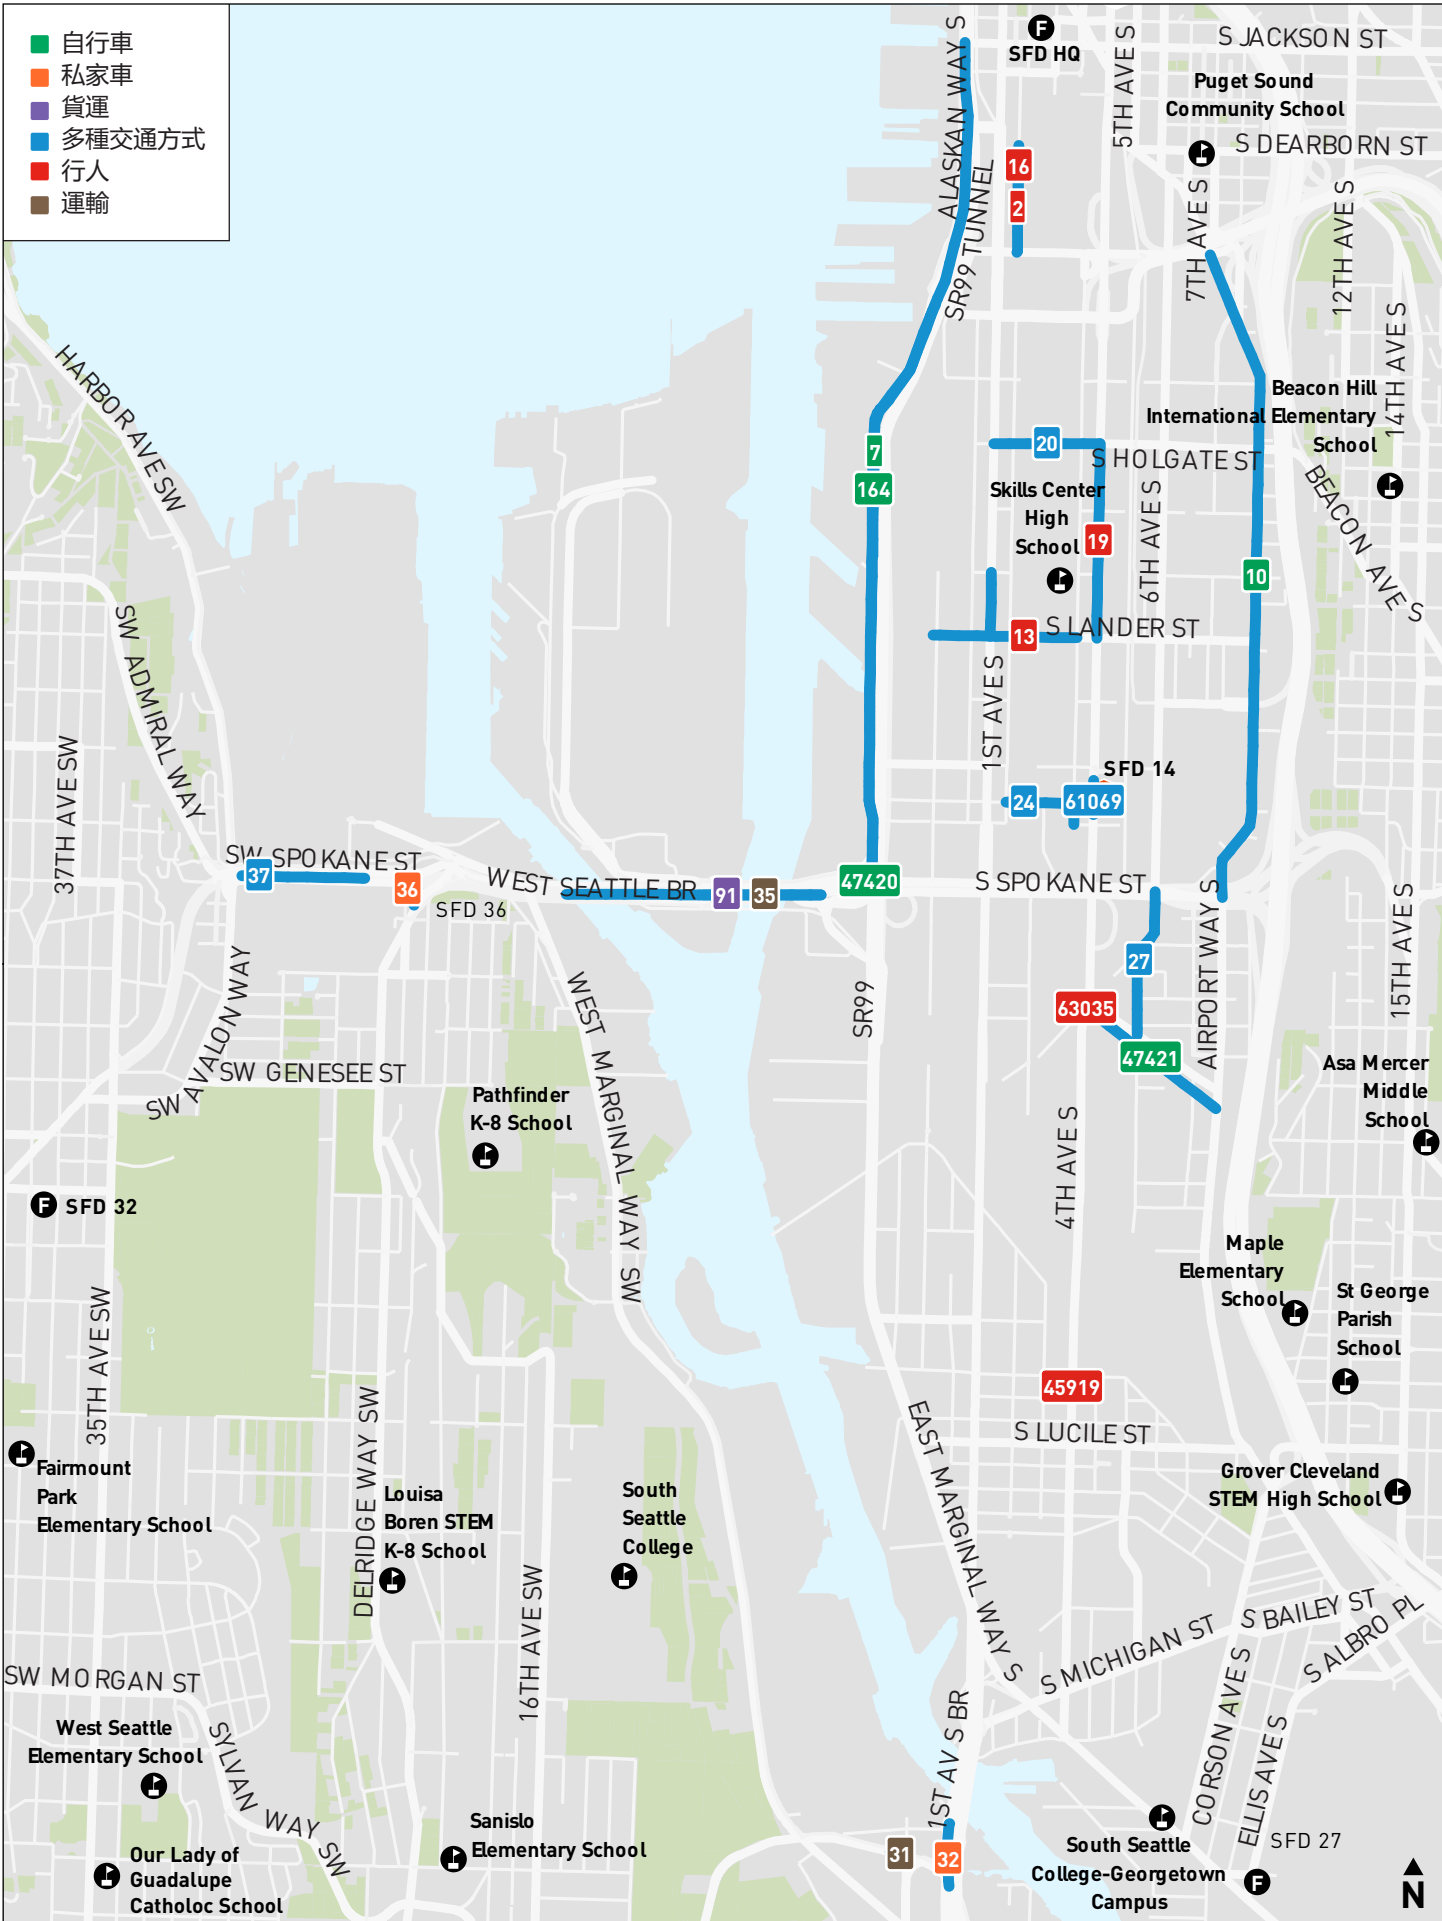 自行車
私家車
貨運
多種交通方式
行人
運輸
F
SFD HQ
ALASKAN WAY S
5TH AVE S
S JACKSON ST
Puget Sound
Community School
S DEARBORN ST
16
2
SR99 TUNNEL
7TH AVE S
12TH AVE S
14TH AVE S
HARBOR AVE SW
Beacon Hill
International Elementary
School
7
164
20
S HOLGATE ST
BEACON AVE S
Skills Center
High
School
19
6TH AVE S
10
SW ADMIRAL WAY
13
S LANDER ST
1ST AVE S
37TH AVE SW
SFD 14
24
61069
SW SPOKANE ST
37
36
SFD 36
WEST SEATTLE BR
91
35
47420
S SPOKANE ST
AIRPORT WAY S
15TH AVE S
27
SW AVALON WAY
WEST MARGINAL WAY SW
SR99
63035
47421
SW GENESEE ST
Pathfinder
K-8 School
Asa Mercer
Middle
School
4TH AVE S
F
SFD 32
Maple
Elementary
School
St George
Parish
School
35TH AVE SW
45919
S LUCILE ST
DELRIDGE WAY SW
EAST MARGINAL WAY S
Fairmount
Park
Elementary School
Louisa
Boren STEM
K-8 School
South
Seattle
College
Grover Cleveland
STEM High School
16TH AVE SW
S MICHIGAN ST
S BAILEY ST
S ALBRO PL
SW MORGAN ST
West Seattle
Elementary School
SYLVAN WAY SW
1ST AV S BR
CORSON AVE S
ELLIS AVE S
Sanislo
Elementary School
31
32
South Seattle
College-Georgetown
Campus
SFD 27
F
Our Lady of
Guadalupe
Catholoc School
N